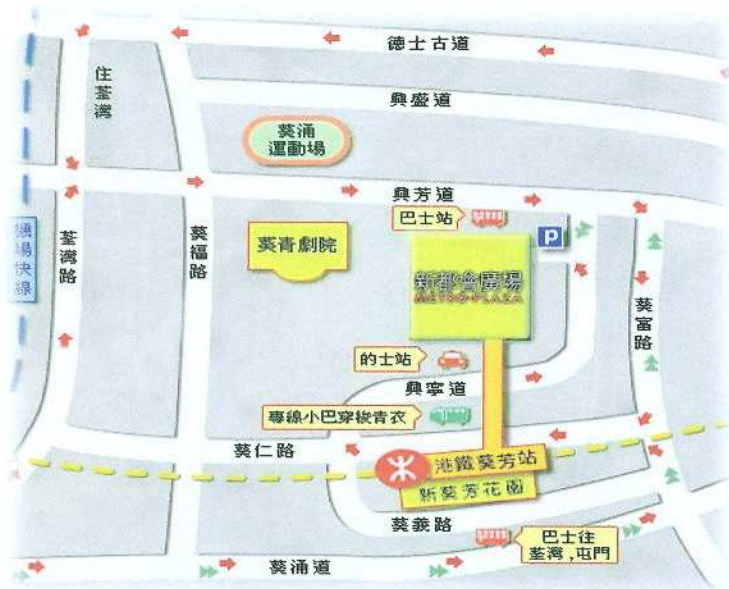 德士古道
往荃灣
興盛道
葵涌
運動場
興芳道
巴士站
P
葵青劇院
新都會廣場
METROPLAZA
荃灣路
葵福路
機場快線
葵富路
的士站
興寧道
專線小巴穿梭青衣
葵仁路
港鐵葵芳站
新葵芳花園
葵義路
巴士往
荃灣,屯門
葵涌道